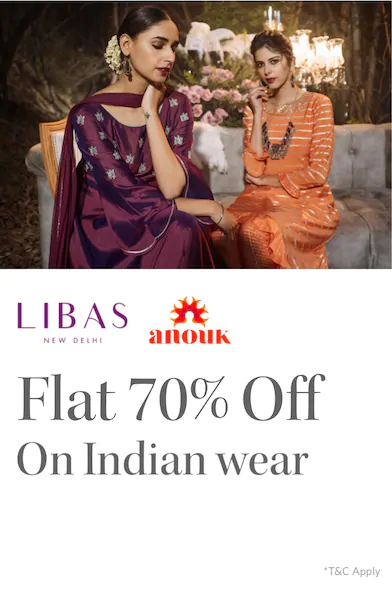 LIBAS
NEW DELHI
anouk
Flat 70% Off
On Indian wear
*T&C Apply